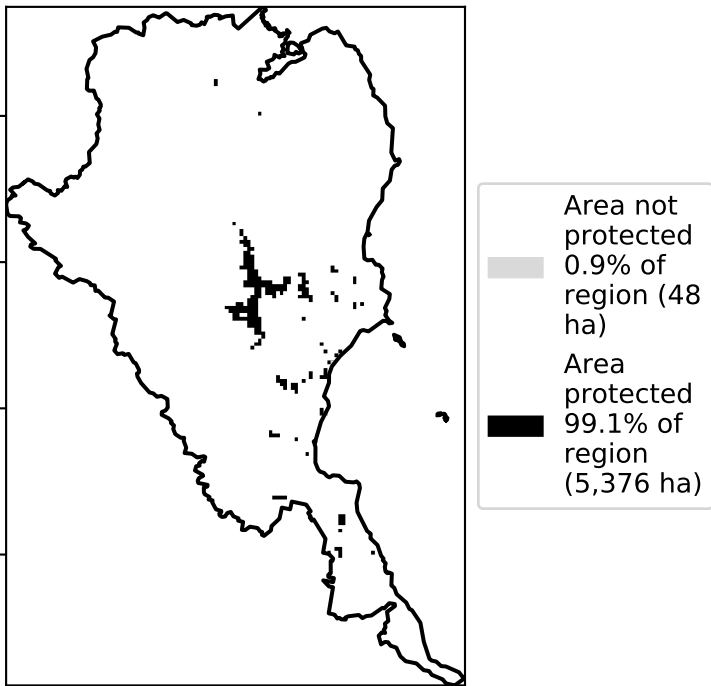 Area not
protected
0.9% of
region (48
ha)
Area
protected
99.1% of
region
(5,376 ha)